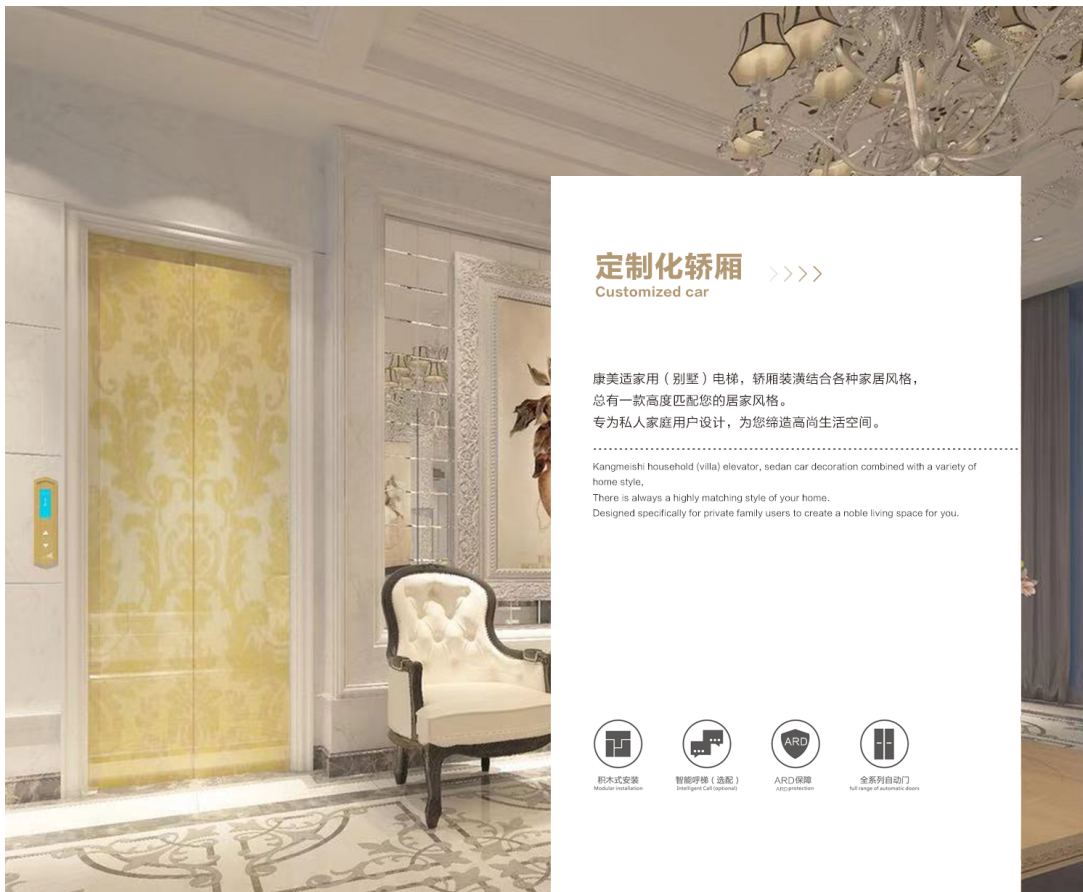 定制化轿厢
Customized car
康美适家用（别墅）电梯，轿厢装潢结合各种家居风格，
总有一款高度匹配您的居家风格。
专为私人家庭用户设计，为您缔造高尚生活空间。
Kangmeishi household (villa) elevator, sedan car decoration combined with a variety of
home style,
There is always a highly matching style of your home.
Designed specifically for private family users to create a noble living space for you.
积木式安装
Modular installation
智能呼梯（选配）
Intelligent Call (optional)
ARD
ARD保障
ARD protection
全系列自动门
full range of automatic doors